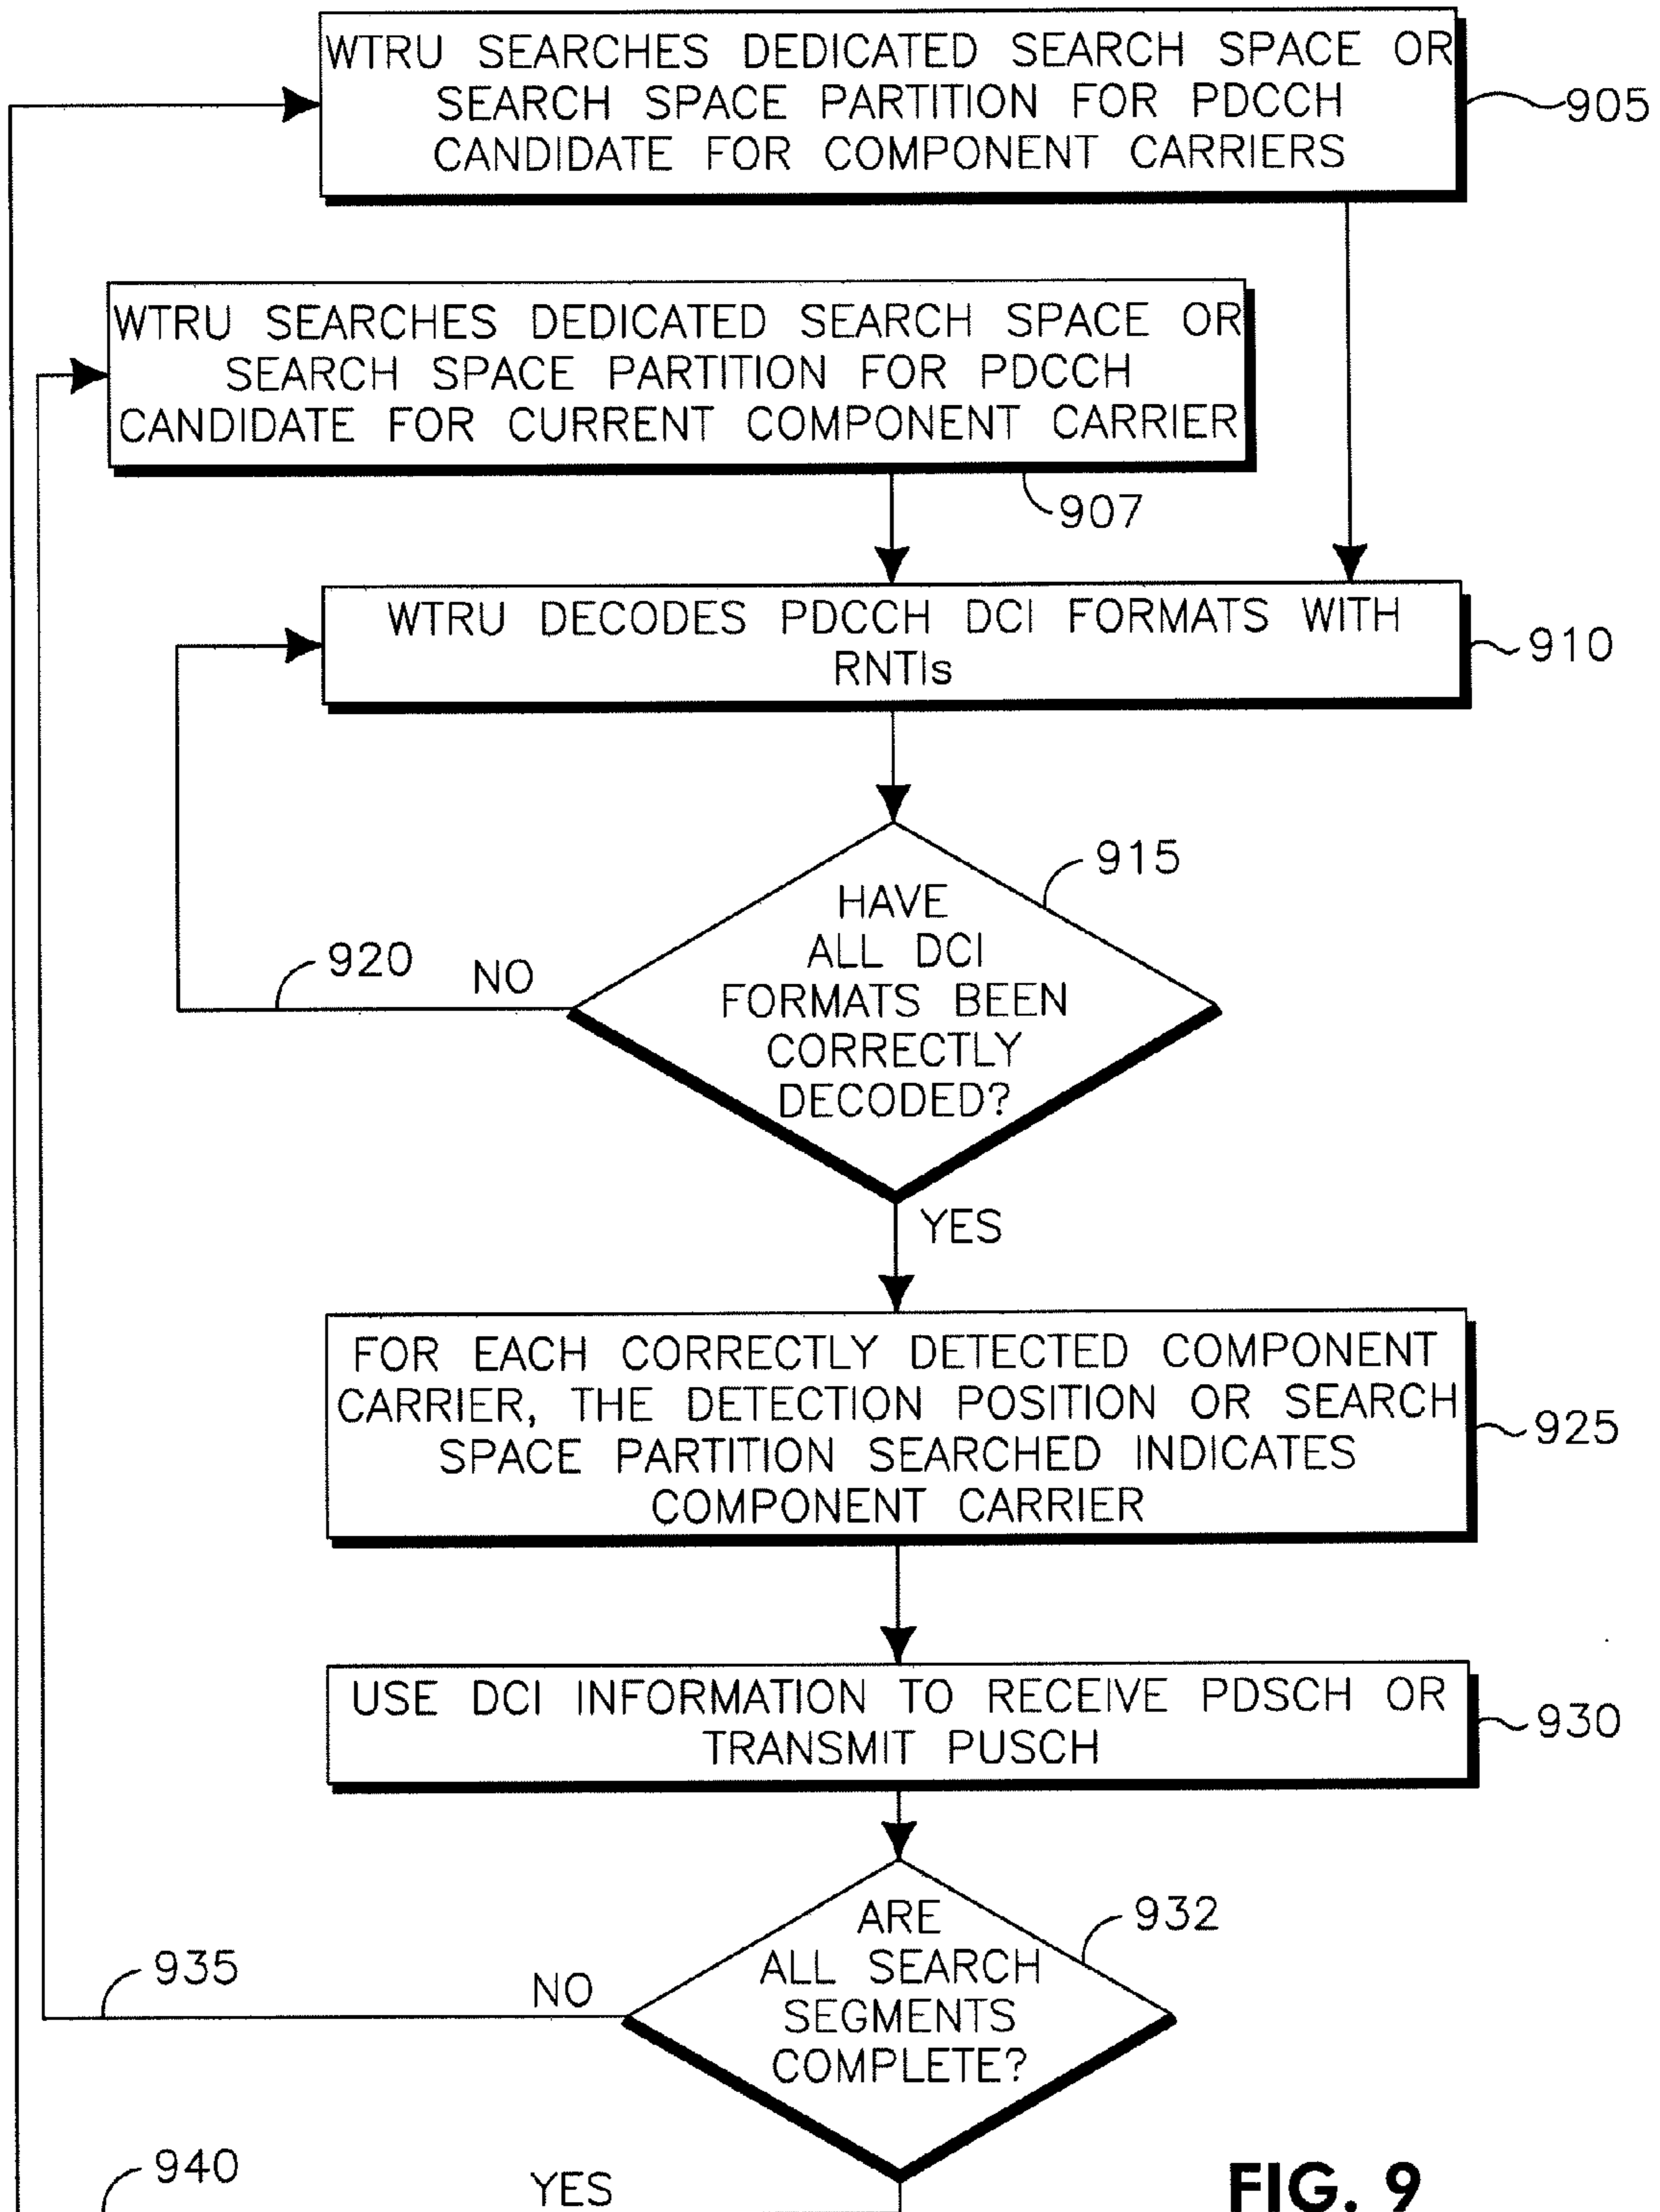 WTRU SEARCHES DEDICATED SEARCH SPACE OR
SEARCH SPACE PARTITION FOR PDCCH
CANDIDATE FOR COMPONENT CARRIERS
905
WTRU SEARCHES DEDICATED SEARCH SPACE OR
SEARCH SPACE PARTITION FOR PDCCH
CANDIDATE FOR CURRENT COMPONENT CARRIER
907
WTRU DECODES PDCCH DCI FORMATS WITH
RNTIs
910
915
HAVE
ALL DCI
FORMATS BEEN
CORRECTLY
DECODED?
920
NO
YES
FOR EACH CORRECTLY DETECTED COMPONENT
CARRIER, THE DETECTION POSITION OR SEARCH
SPACE PARTITION SEARCHED INDICATES
COMPONENT CARRIER
925
USE DCI INFORMATION TO RECEIVE PDSCH OR
TRANSMIT PUSCH
930
932
ARE
ALL SEARCH
SEGMENTS
COMPLETE?
935
NO
940
YES
FIG. 9